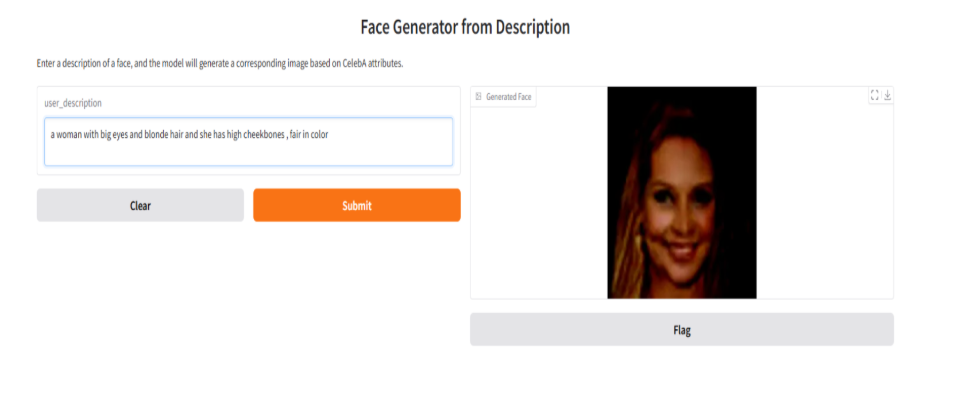 Face Generator from Description
Enter a description of a face, and the model will generate a corresponding image based on CelebA attributes.
user_description
a woman with big eyes and blonde hair and she has high cheekbones , fair in color
Clear
Submit
Generated Face
Flag